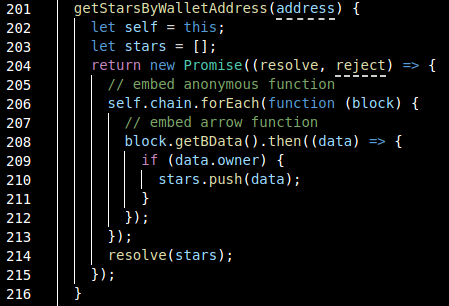 201 getStarsByWalletAddress(address) {
202 let self = this;
203 let stars = [];
204 return new Promise((resolve, reject) => {
205 // embed anonymous function
206 self.chain.forEach(function (block) {
207 // embed arrow function
208 block.getBData().then((data) => {
209 if (data.owner) {
210 stars.push(data);
211 }
212 });
213 });
214 resolve(stars);
215 });
216 }